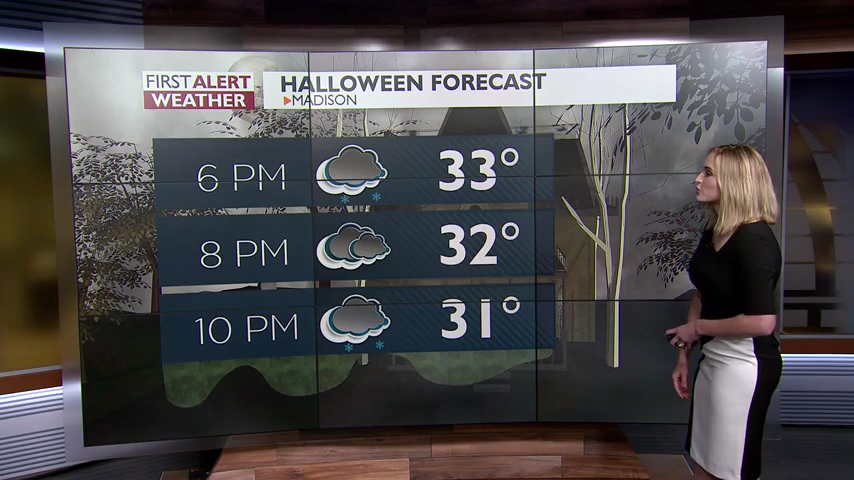 FIRST ALERT
WEATHER
HALLOWEEN FORECAST
MADISON
6 PM 33°
8 PM 32°
10 PM 31°